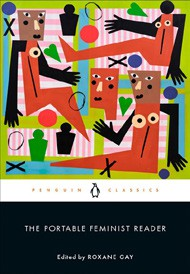 PENGUIN CLASSICS
THE PORTABLE FEMINIST READER
Edited by ROXANE GAY